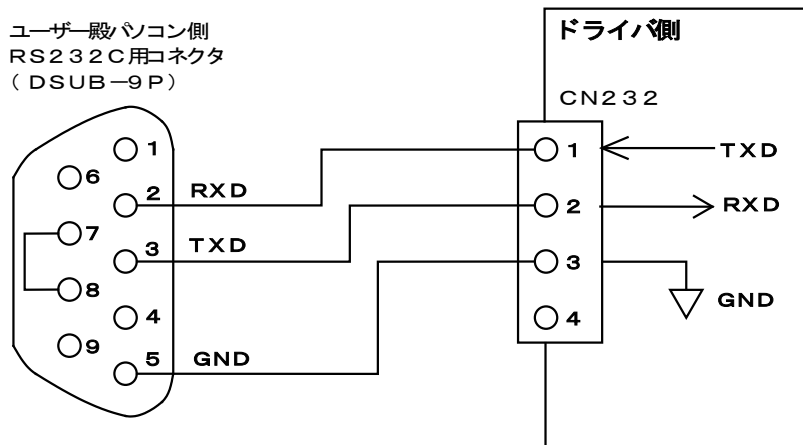 ユーザー殿パソコン側
RS232C用コネクタ
(DSUB-9P)
ドライバ側
CN232
1
6
2
RXD
7
3
TXD
8
4
9
5
GND
1
TXD
2
RXD
3
GND
4